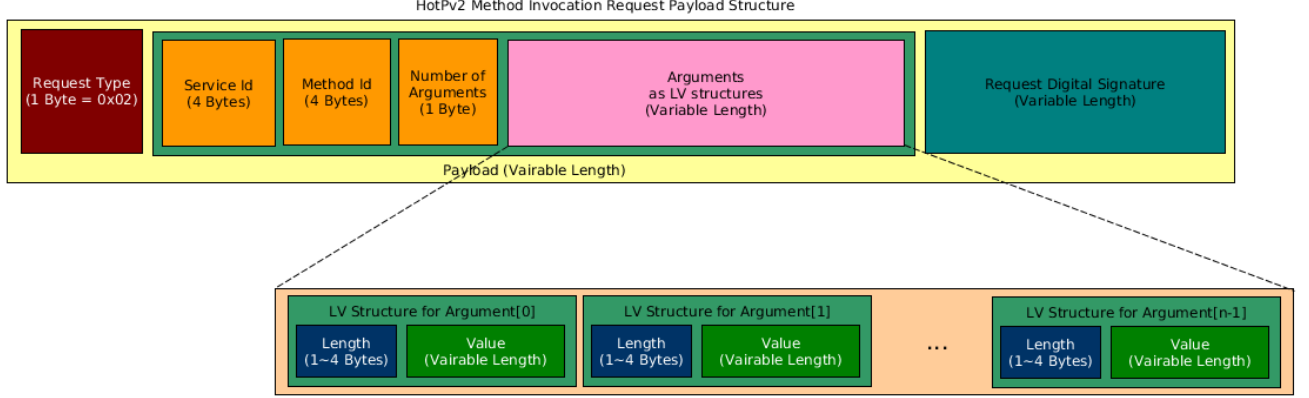 HotPv2 Method Invocation Request Payload Structure
Request Type
(1 Byte = 0x02)
Service Id
(4 Bytes)
Method Id
(4 Bytes)
Number of
Arguments
(1 Byte)
Arguments
as LV structures
(Variable Length)
Request Digital Signature
(Variable Length)
Payload (Vairable Length)
LV Structure for Argument[0]
Length
(1~4 Bytes)
Value
(Vairable Length)
LV Structure for Argument[1]
Length
(1~4 Bytes)
Value
(Vairable Length)
...
LV Structure for Argument[n-1]
Length
(1~4 Bytes)
Value
(Vairable Length)